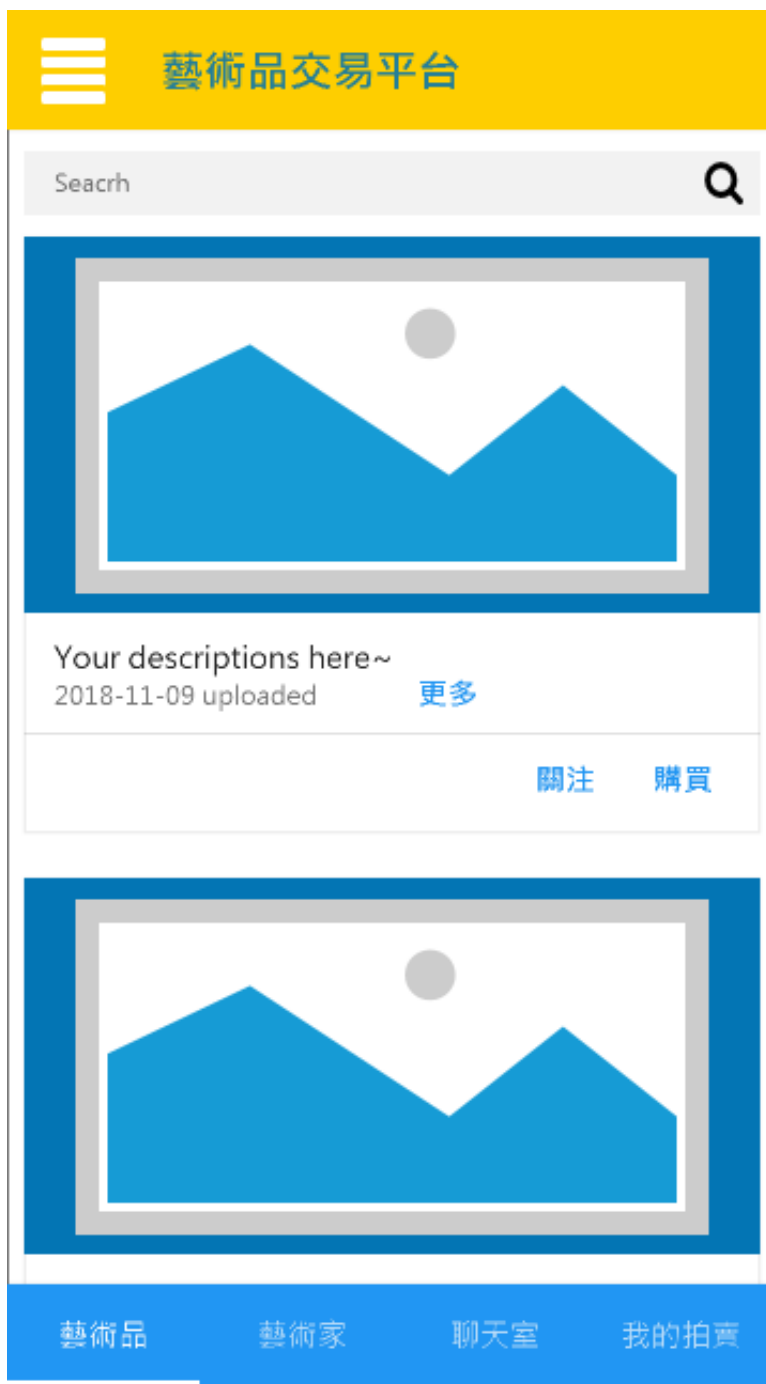 藝術品交易平台
Seacrh
Your descriptions here~
2018-11-09 uploaded 更多
關注 購買
藝術品 藝術家 聊天室 我的拍賣